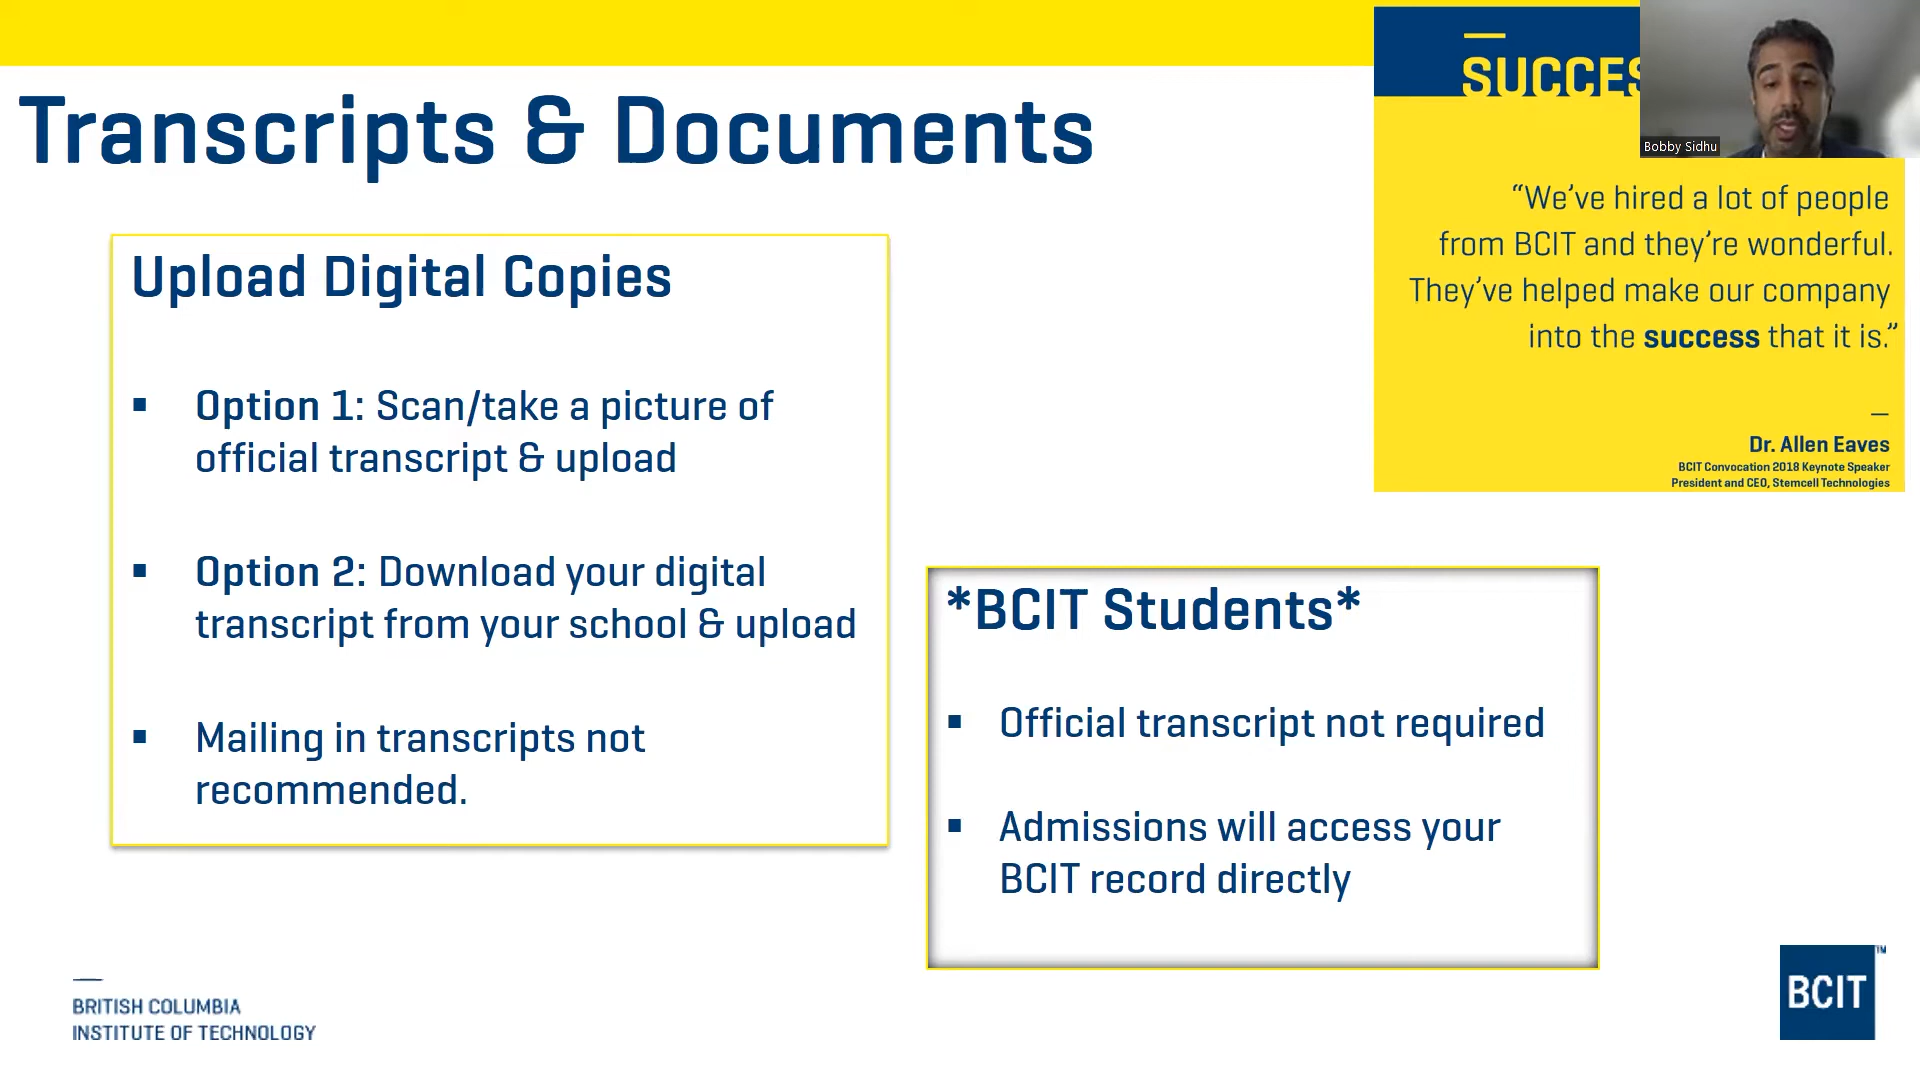 Transcripts & Documents
Upload Digital Copies
▪ Option 1: Scan/take a picture of
official transcript & upload
▪ Option 2: Download your digital
transcript from your school & upload
▪ Mailing in transcripts not
recommended.
*BCIT Students*
▪ Official transcript not required
▪ Admissions will access your
BCIT record directly
SUCCES
Bobby Sidhu
“We’ve hired a lot of people
from BCIT and they’re wonderful.
They’ve helped make our company
into the success that it is.”
Dr. Allen Eaves
BCIT Convocation 2018 Keynote Speaker
President and CEO, Stemcell Technologies
BRITISH COLUMBIA
INSTITUTE OF TECHNOLOGY
BCIT™